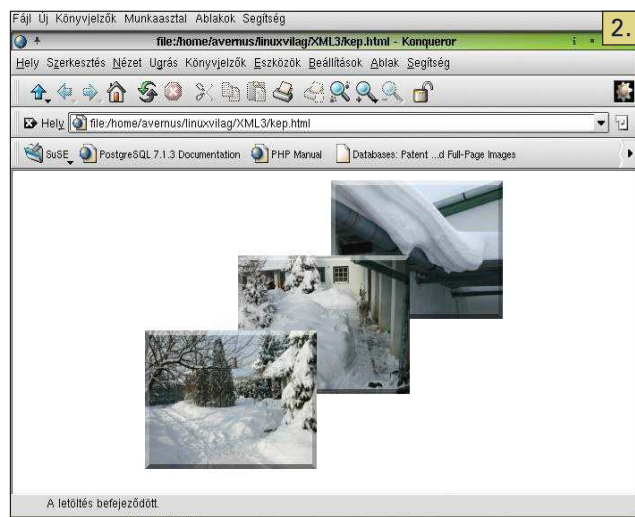 Fájl Új Könyvjelzők Munkaasztal Ablakok Segítség
2.
file:/home/avernus/linuxvilag/XML3/kep.html - Konqueror
Hely Szerkesztés Nézet Ugrás Könyvjelzők Eszközök Beállítások Ablak Segítség
Hely file:/home/avernus/linuxvilag/XML3/kep.html
SuSE PostgreSQL 7.1.3 Documentation PHP Manual Databases: Patent ...d Full-Page Images
A letöltés befejeződött.